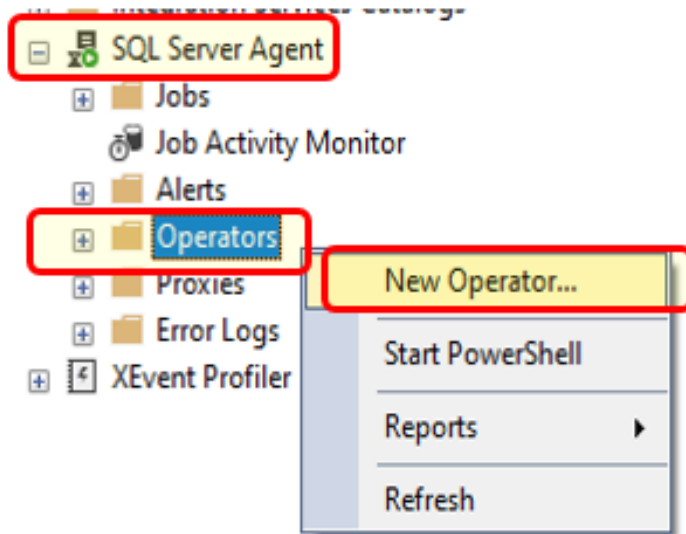 SQL Server Agent
Jobs
Job Activity Monitor
Alerts
Operators
Proxies
Error Logs
XEvent Profiler
New Operator...
Start PowerShell
Reports
Refresh